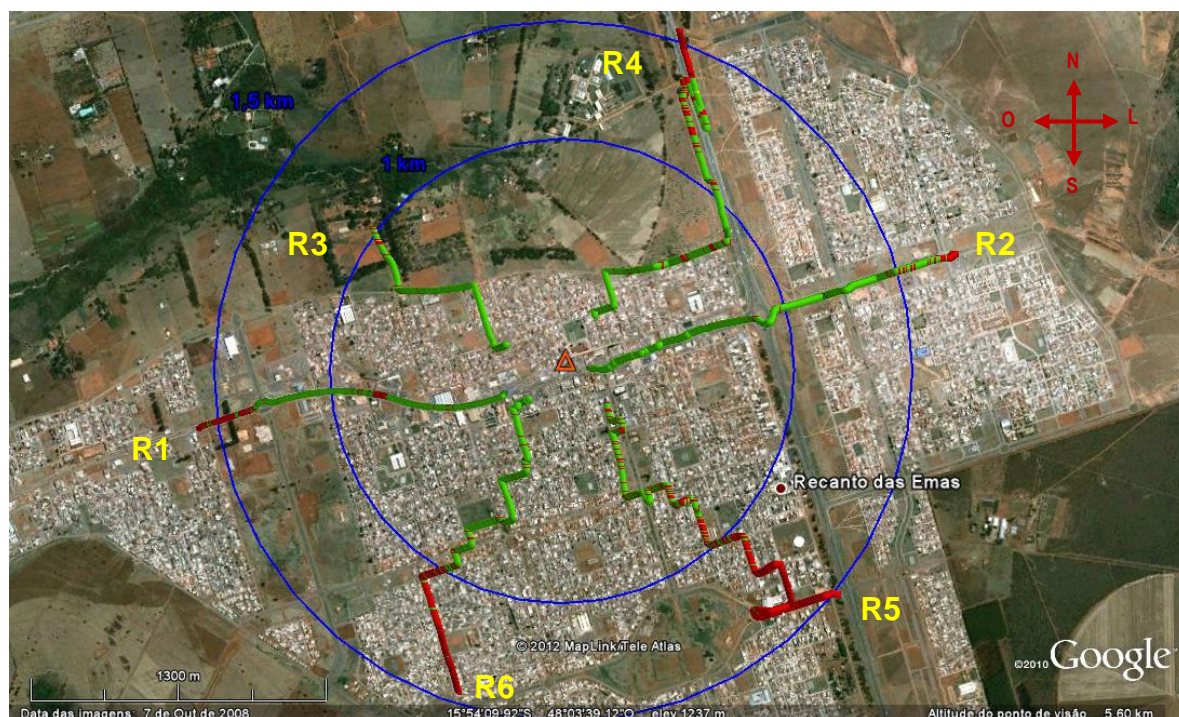 R4
N
O
L
S
1,5 km
1 km
R3
R2
R1
Recanto das Emas
R5
© 2012 MapLink/Tele Atlas
©2010 Google
1300 m
R6
Data das imagens: 7 de Out de 2008
15°54'09.92"S
48°03'39.12"O
elev 1237 m
Altitude do ponto de visão
5.60 km